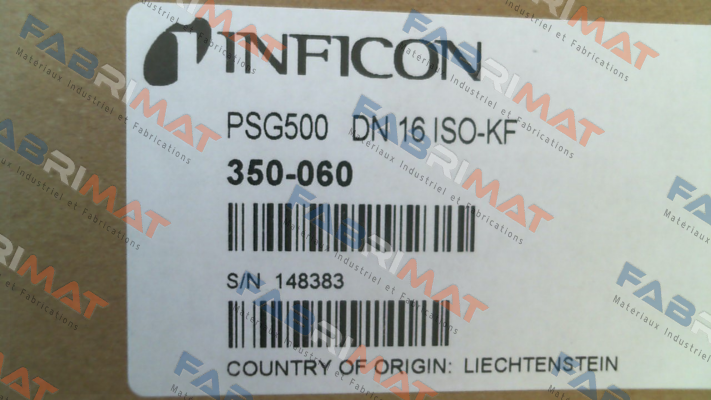 INFICON
PSG500 DN 16 ISO-KF
350-060
S/N 148383
COUNTRY OF ORIGIN: LIECHTENSTEIN
FABRIMAT
Matériaux Industriel et Fabrications